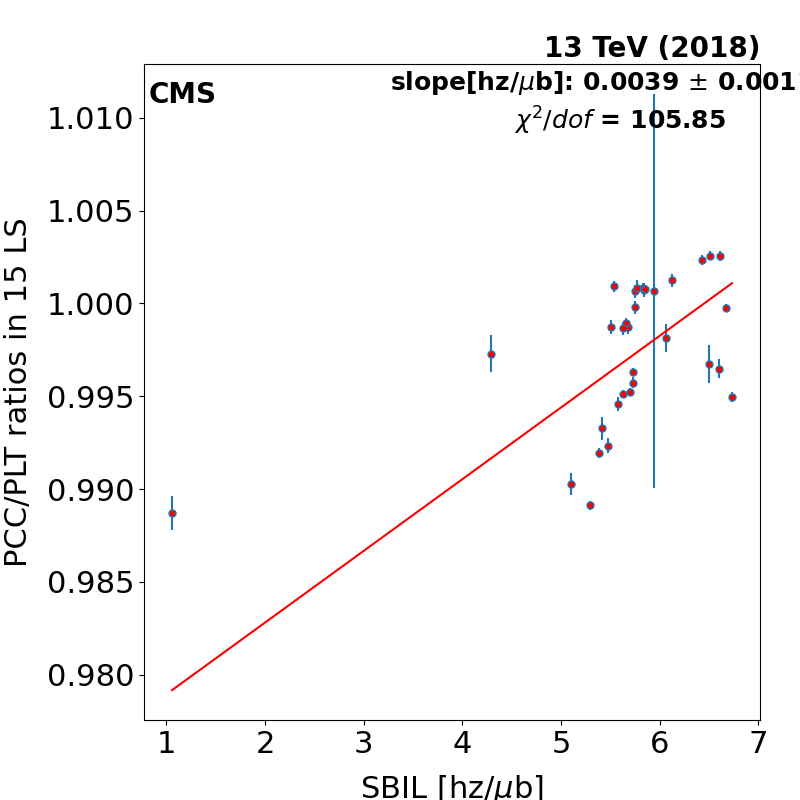 13 TeV (2018)
CMS
slope[hz/μb]: 0.0039 ± 0.001
χ²/dof = 105.85
1.010
1.005
1.000
0.995
0.990
0.985
0.980
PCC/PLT ratios in 15 LS
1 2 3 4 5 6 7
SBIL [hz/μb]